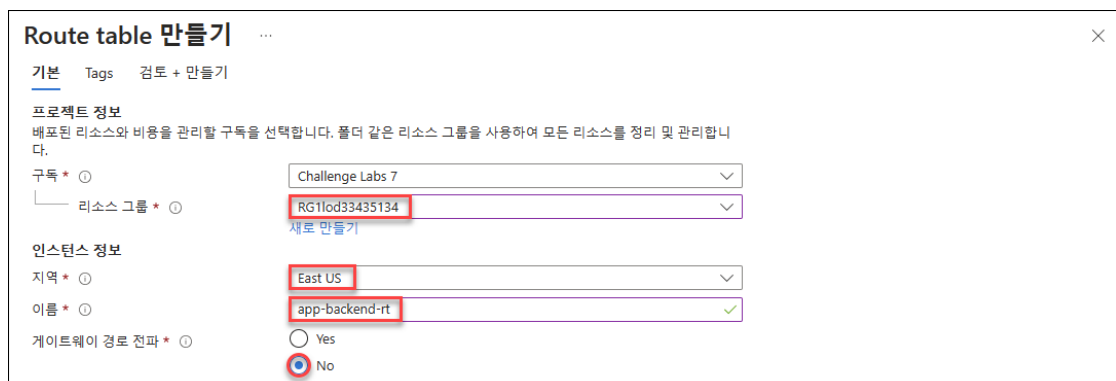 Route table 만들기 ...
기본 Tags 검토 + 만들기
프로젝트 정보
배포된 리소스와 비용을 관리할 구독을 선택합니다. 폴더 같은 리소스 그룹을 사용하여 모든 리소스를 정리 및 관리합니
다.
구독 * Challenge Labs 7
리소스 그룹 * RG1lod33435134
새로 만들기
인스턴스 정보
지역 * East US
이름 * app-backend-rt
게이트웨이 경로 전파 * Yes
No